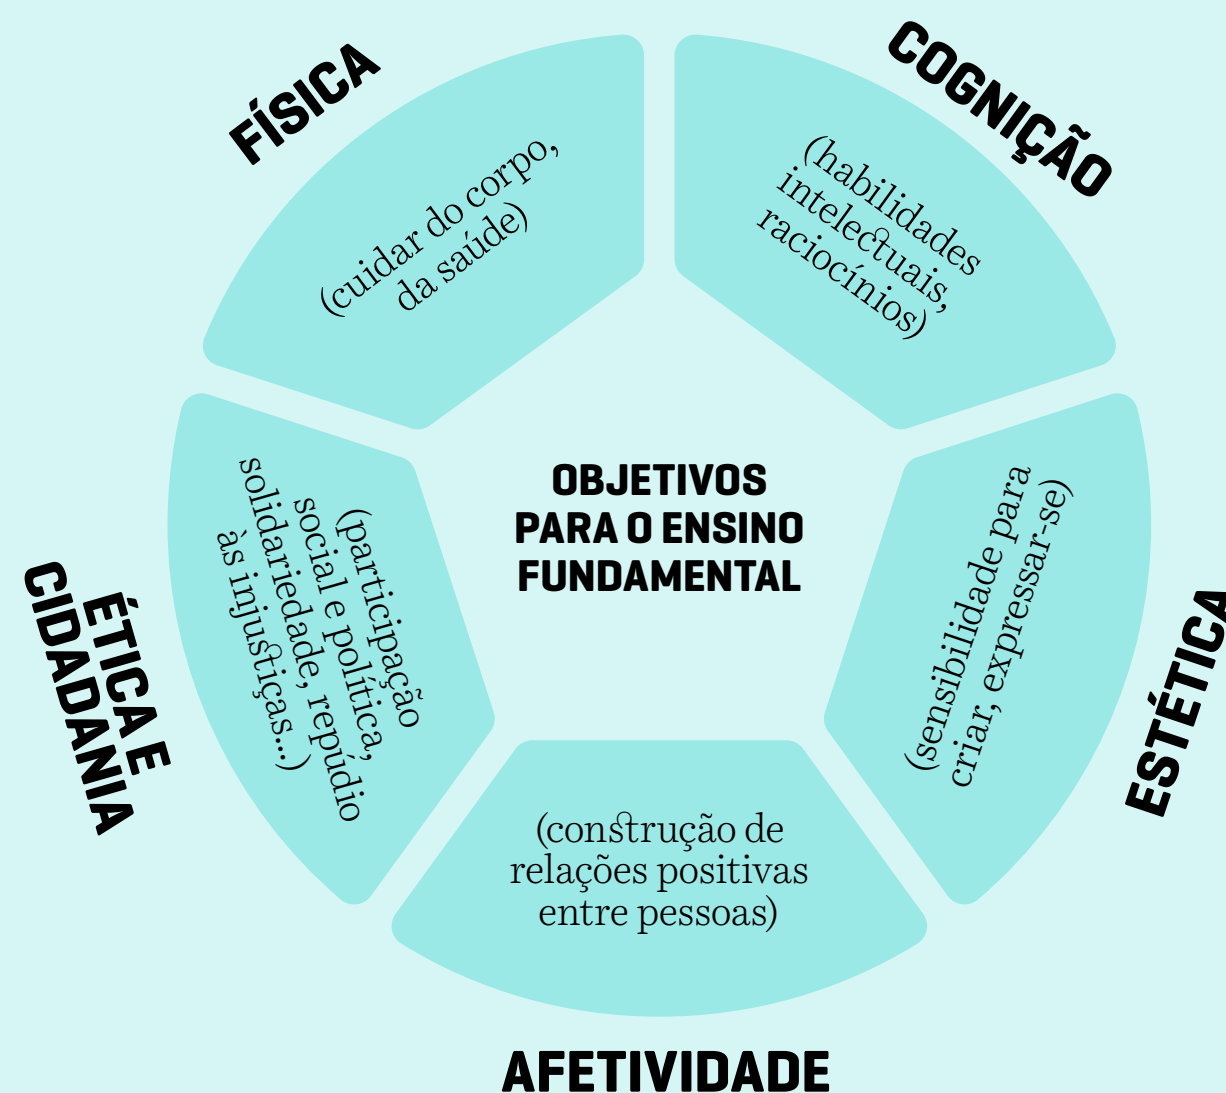 OBJETIVOS
PARA O ENSINO
FUNDAMENTAL
FÍSICA
(cuidar do corpo,
da saúde)
COGNIÇÃO
(habilidades
intelectuais,
raciocínios)
ESTÉTICA
(sensibilidade para
criar, expressar-se)
AFETIVIDADE
(construção de
relações positivas
entre pessoas)
ÉTICA E
CIDADANIA
(participação
social e política,
solidariedade, repúdio
às injustiças...)